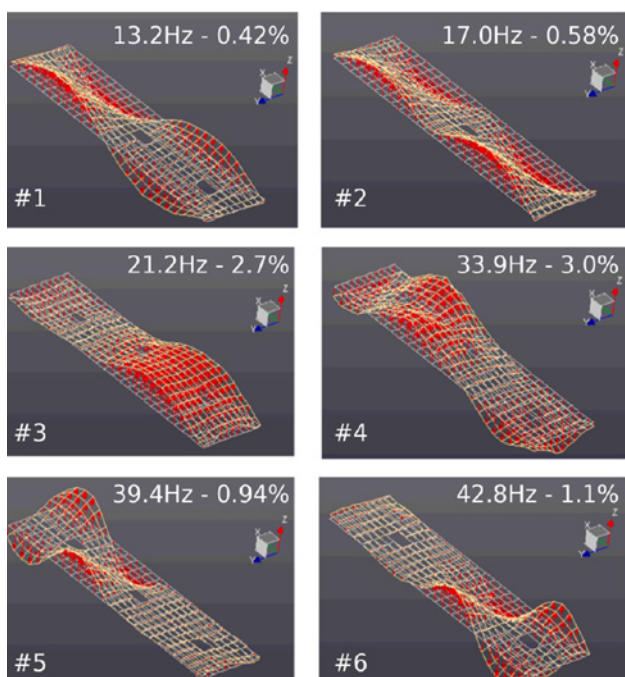 13.2Hz - 0.42%
X
Z
Y
#1
17.0Hz - 0.58%
X
Z
Y
#2
21.2Hz - 2.7%
X
Z
Y
#3
33.9Hz - 3.0%
X
Z
Y
#4
39.4Hz - 0.94%
X
Z
Y
#5
42.8Hz - 1.1%
X
Z
Y
#6